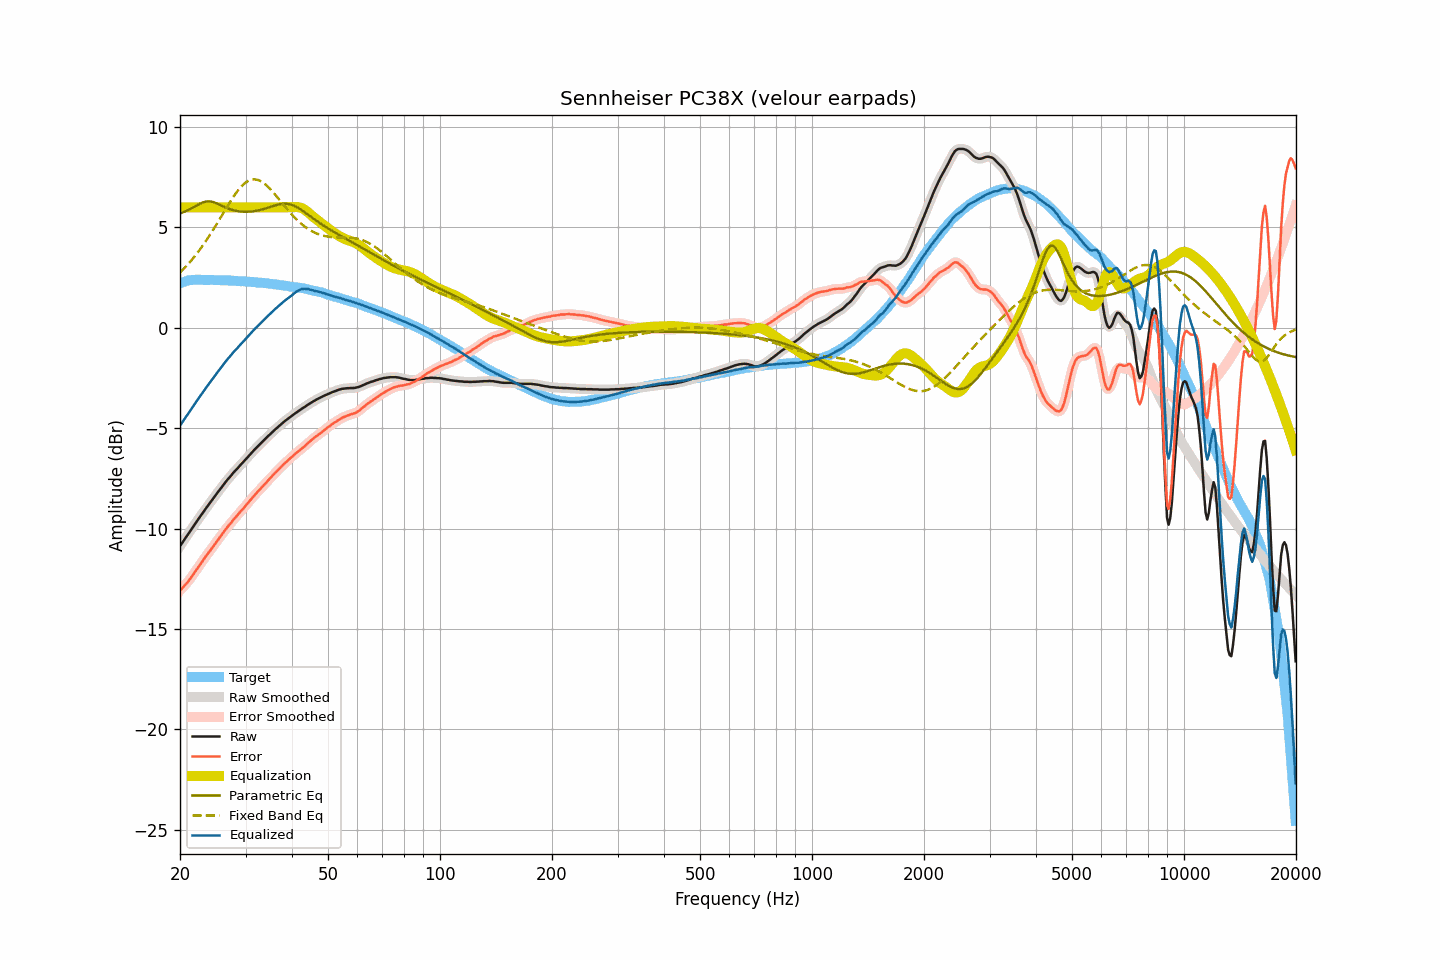 Sennheiser PC38X (velour earpads)
10
5
0
−5
−10
−15
−20
−25
Amplitude (dBr)
Target
Raw Smoothed
Error Smoothed
Raw
Error
Equalization
Parametric Eq
Fixed Band Eq
Equalized
20 50 100 200 500 1000 2000 5000 10000 20000
Frequency (Hz)